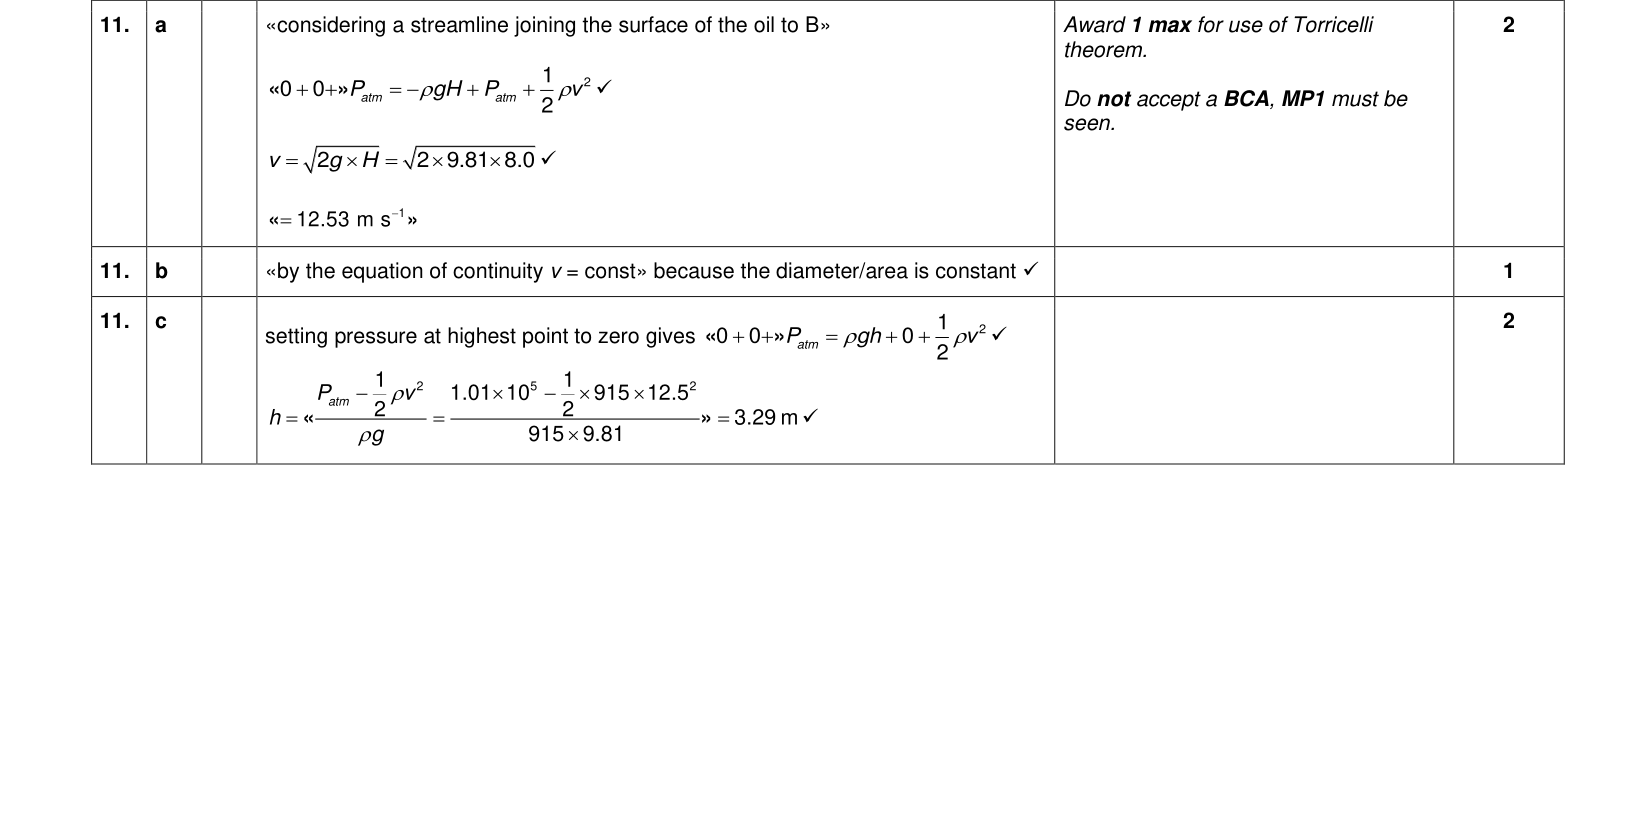 11. a «considering a streamline joining the surface of the oil to B» Award 1 max for use of Torricelli 2
theorem.
«0 + 0+»P_atm = −ρgH + P_atm + 1/2 ρv² ✓
Do not accept a BCA, MP1 must be
seen.
v = √(2g × H) = √(2 × 9.81 × 8.0) ✓
«= 12.53 m s⁻¹»
11. b «by the equation of continuity v = const» because the diameter/area is constant ✓ 1
11. c 2
setting pressure at highest point to zero gives «0 + 0+»P_atm = ρgh + 0 + 1/2 ρv² ✓
h = «(P_atm − 1/2 ρv²)/(ρg) = (1.01 × 10⁵ − 1/2 × 915 × 12.5²)/(915 × 9.81)» = 3.29 m ✓